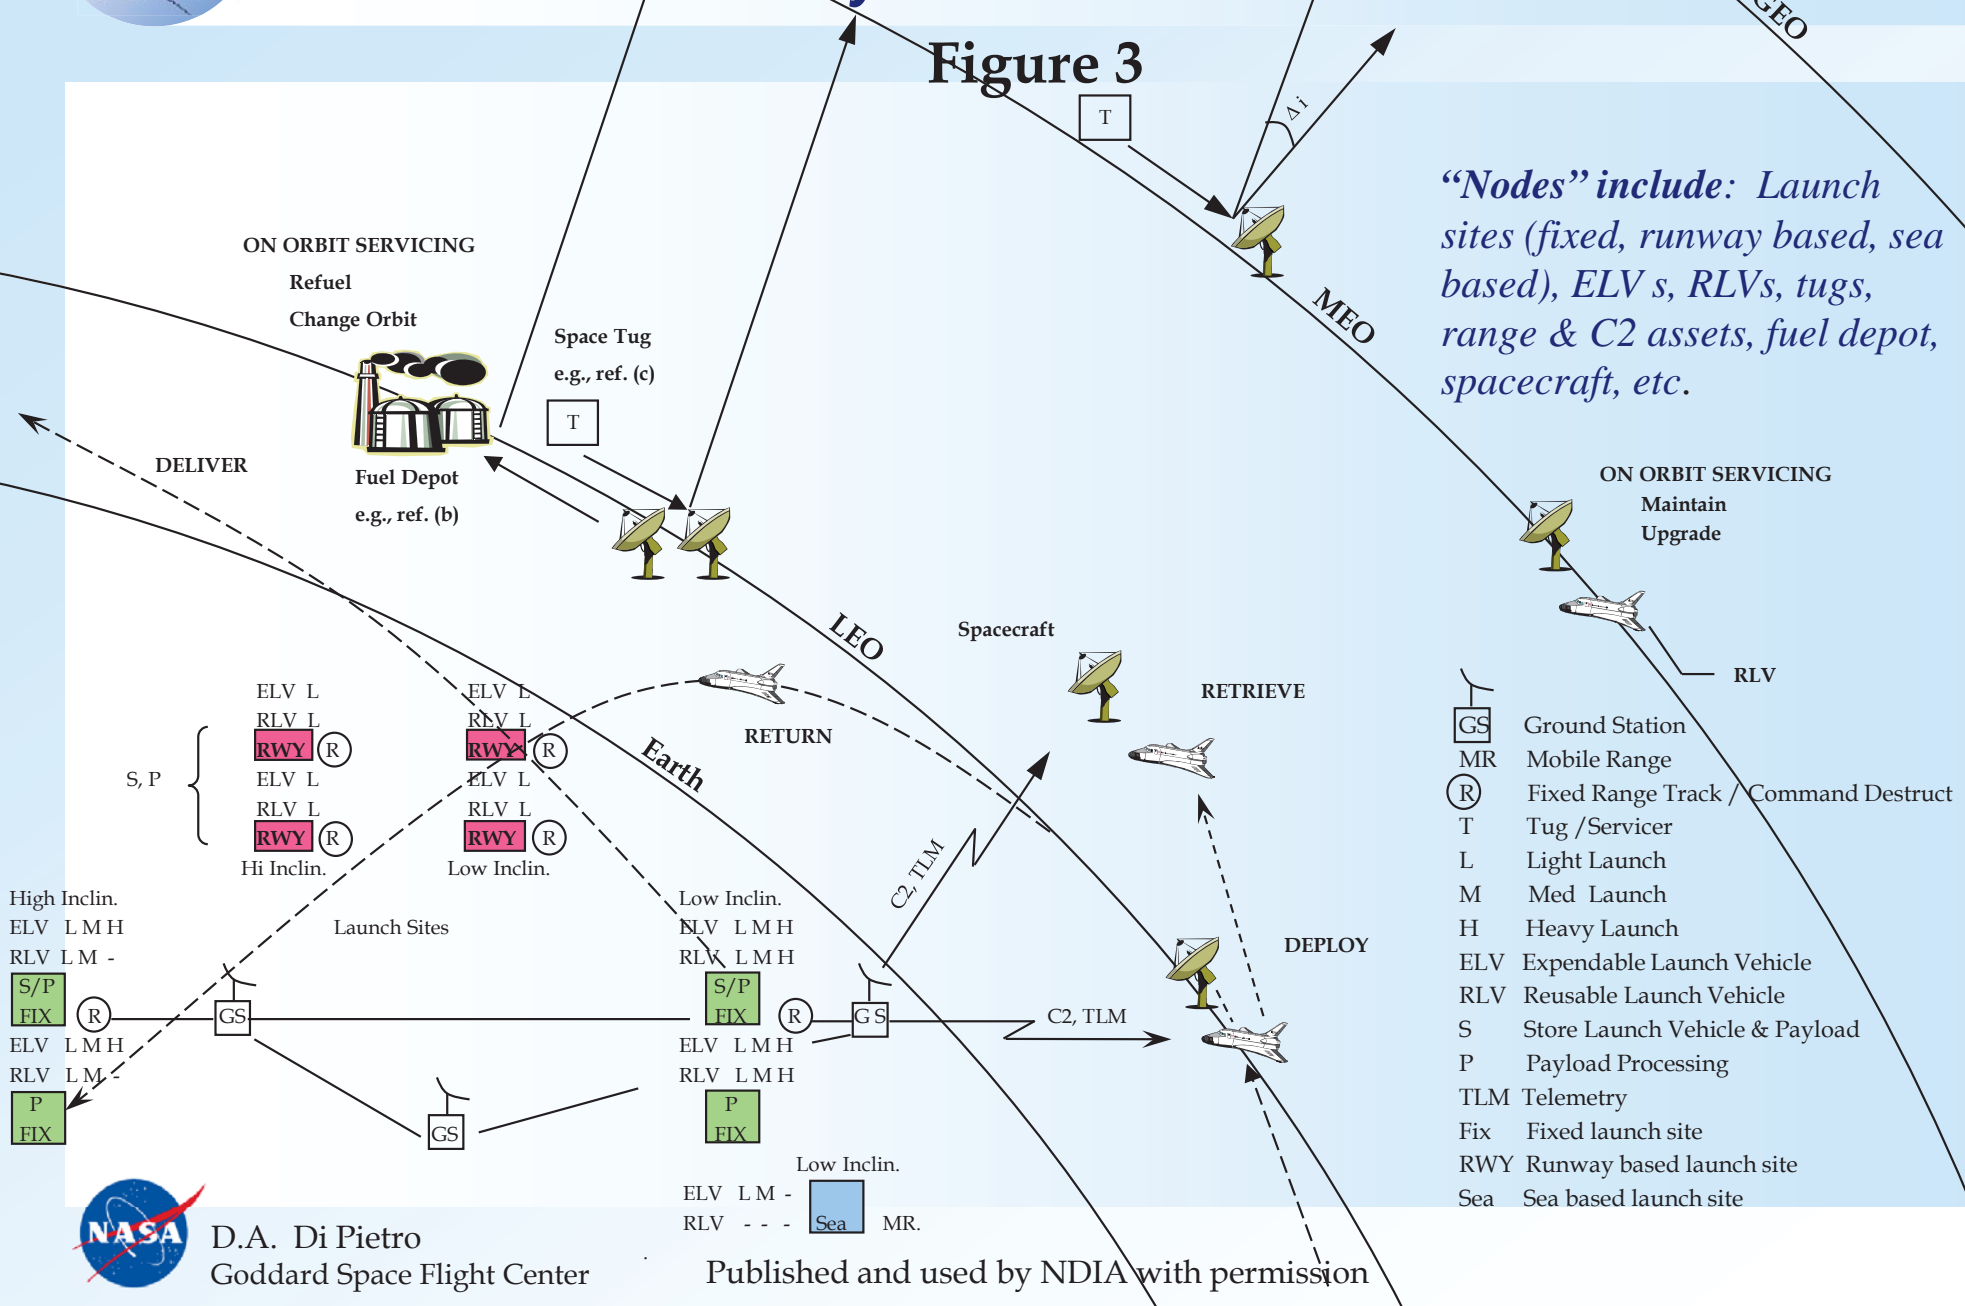 GEO
Figure 3
T
Δ i
“Nodes” include:  Launch
sites (fixed, runway based, sea
based), ELV s, RLVs, tugs,
range & C2 assets, fuel depot,
spacecraft, etc.
MEO
ON ORBIT SERVICING
Refuel
Change Orbit
Space Tug
e.g., ref. (c)
T
DELIVER
Fuel Depot
e.g., ref. (b)
ON ORBIT SERVICING
Maintain
Upgrade
RLV
LEO
Spacecraft
RETRIEVE
RETURN
Earth
ELV L
RLV L
RWY R
ELV L
RLV L
RWY R
Hi Inclin.
S, P
ELV L
RLV L
RWY R
ELV L
RLV L
RWY R
Low Inclin.
C2, TLM
DEPLOY
High Inclin.
ELV L M H
RLV L M -
S/P
FIX
R
ELV L M H
RLV L M -
P
FIX
Launch Sites
GS
GS
Low Inclin.
ELV L M H
RLV L M H
S/P
FIX
R
G S
C2, TLM
ELV L M H
RLV L M H
P
FIX
Low Inclin.
ELV L M -
RLV - - -
Sea
MR.
GS Ground Station
MR Mobile Range
R Fixed Range Track / Command Destruct
T Tug /Servicer
L Light Launch
M Med Launch
H Heavy Launch
ELV Expendable Launch Vehicle
RLV Reusable Launch Vehicle
S Store Launch Vehicle & Payload
P Payload Processing
TLM Telemetry
Fix Fixed launch site
RWY Runway based launch site
Sea Sea based launch site
NASA
D.A. Di Pietro
Goddard Space Flight Center
Published and used by NDIA with permission